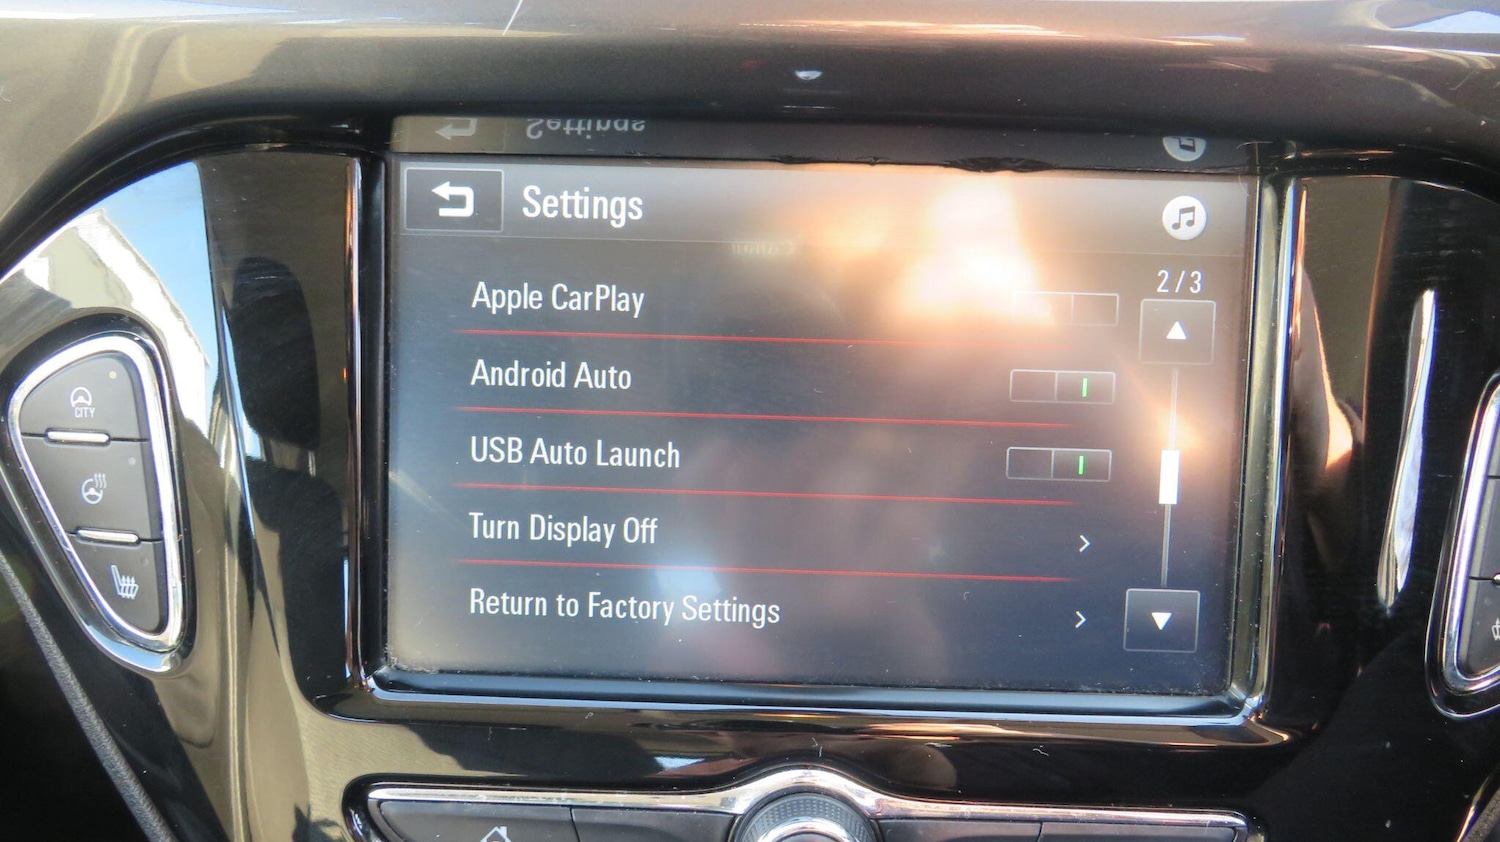 Settings
2/3
Apple CarPlay
Android Auto
USB Auto Launch
Turn Display Off
Return to Factory Settings
CITY